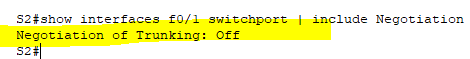 S2#show interfaces f0/1 switchport | include Negotiation
Negotiation of Trunking: Off
S2#